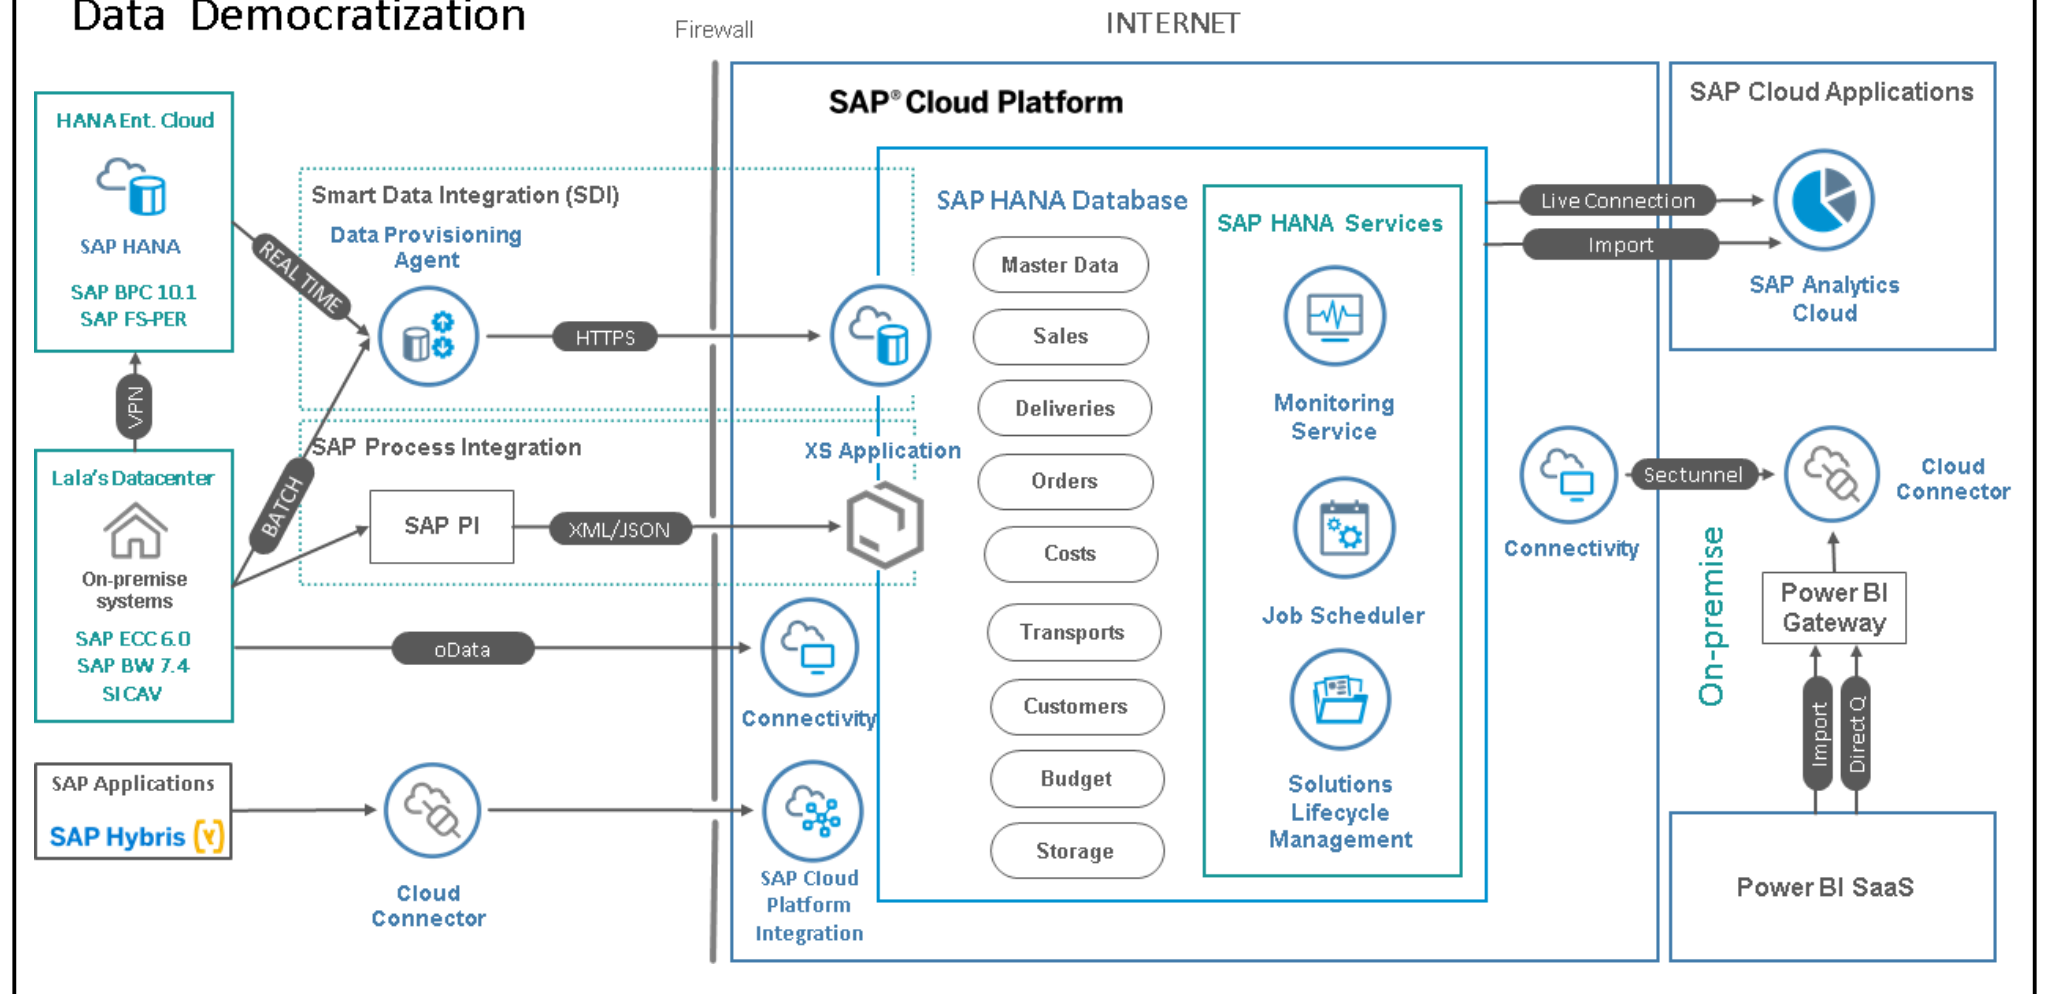 Data Democratization
Firewall
INTERNET
HANA Ent. Cloud
SAP HANA
SAP BPC 10.1
SAP FS-PER
VPN
Lala's Datacenter
On-premise
systems
SAP ECC 6.0
SAP BW 7.4
SICAV
SAP Applications
SAP Hybris (Y)
REAL TIME
BATCH
Smart Data Integration (SDI)
Data Provisioning
Agent
HTTPS
SAP Process Integration
SAP PI
XML/JSON
oData
Cloud
Connector
SAP® Cloud Platform
XS Application
Connectivity
SAP Cloud
Platform
Integration
SAP HANA Database
Master Data
Sales
Deliveries
Orders
Costs
Transports
Customers
Budget
Storage
SAP HANA Services
Monitoring
Service
Job Scheduler
Solutions
Lifecycle
Management
Live Connection
Import
SAP Cloud Applications
SAP Analytics
Cloud
Connectivity
Sectunnel
Cloud
Connector
On-premise
Power BI
Gateway
Import
Direct Q
Power BI SaaS